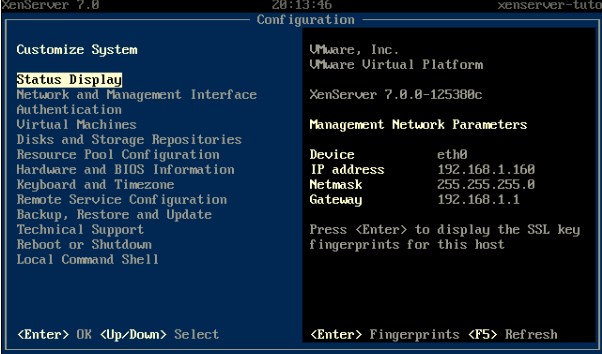 XenServer 7.0 20:13:46 xenserver-tuto
Configuration
Customize System
Status Display
Network and Management Interface
Authentication
Virtual Machines
Disks and Storage Repositories
Resource Pool Configuration
Hardware and BIOS Information
Keyboard and Timezone
Remote Service Configuration
Backup, Restore and Update
Technical Support
Reboot or Shutdown
Local Command Shell
<Enter> OK <Up/Down> Select
VMware, Inc.
VMware Virtual Platform
XenServer 7.0.0-125380c
Management Network Parameters
Device eth0
IP address 192.168.1.160
Netmask 255.255.255.0
Gateway 192.168.1.1
Press <Enter> to display the SSL key
fingerprints for this host
<Enter> Fingerprints <F5> Refresh